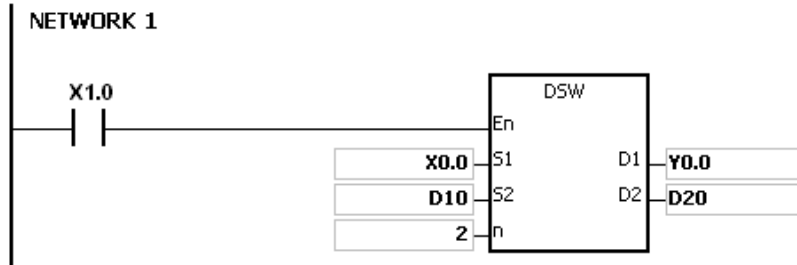 NETWORK 1
X1.0
DSW
En
X0.0 S1 D1 Y0.0
D10 S2 D2 D20
2 n